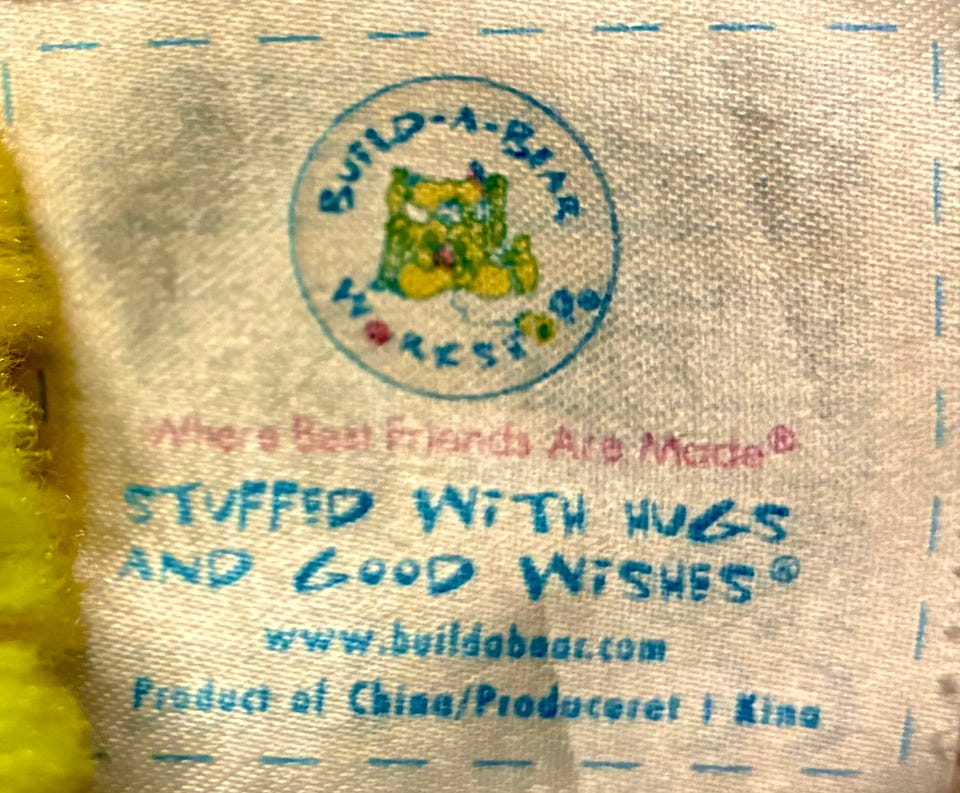 BUILD-A-BEAR
WORKSHOP®
Where Best Friends Are Made®
STUFFED WITH HUGS
AND GOOD WISHES®
www.buildabear.com
Product of China/Produceret i Kina